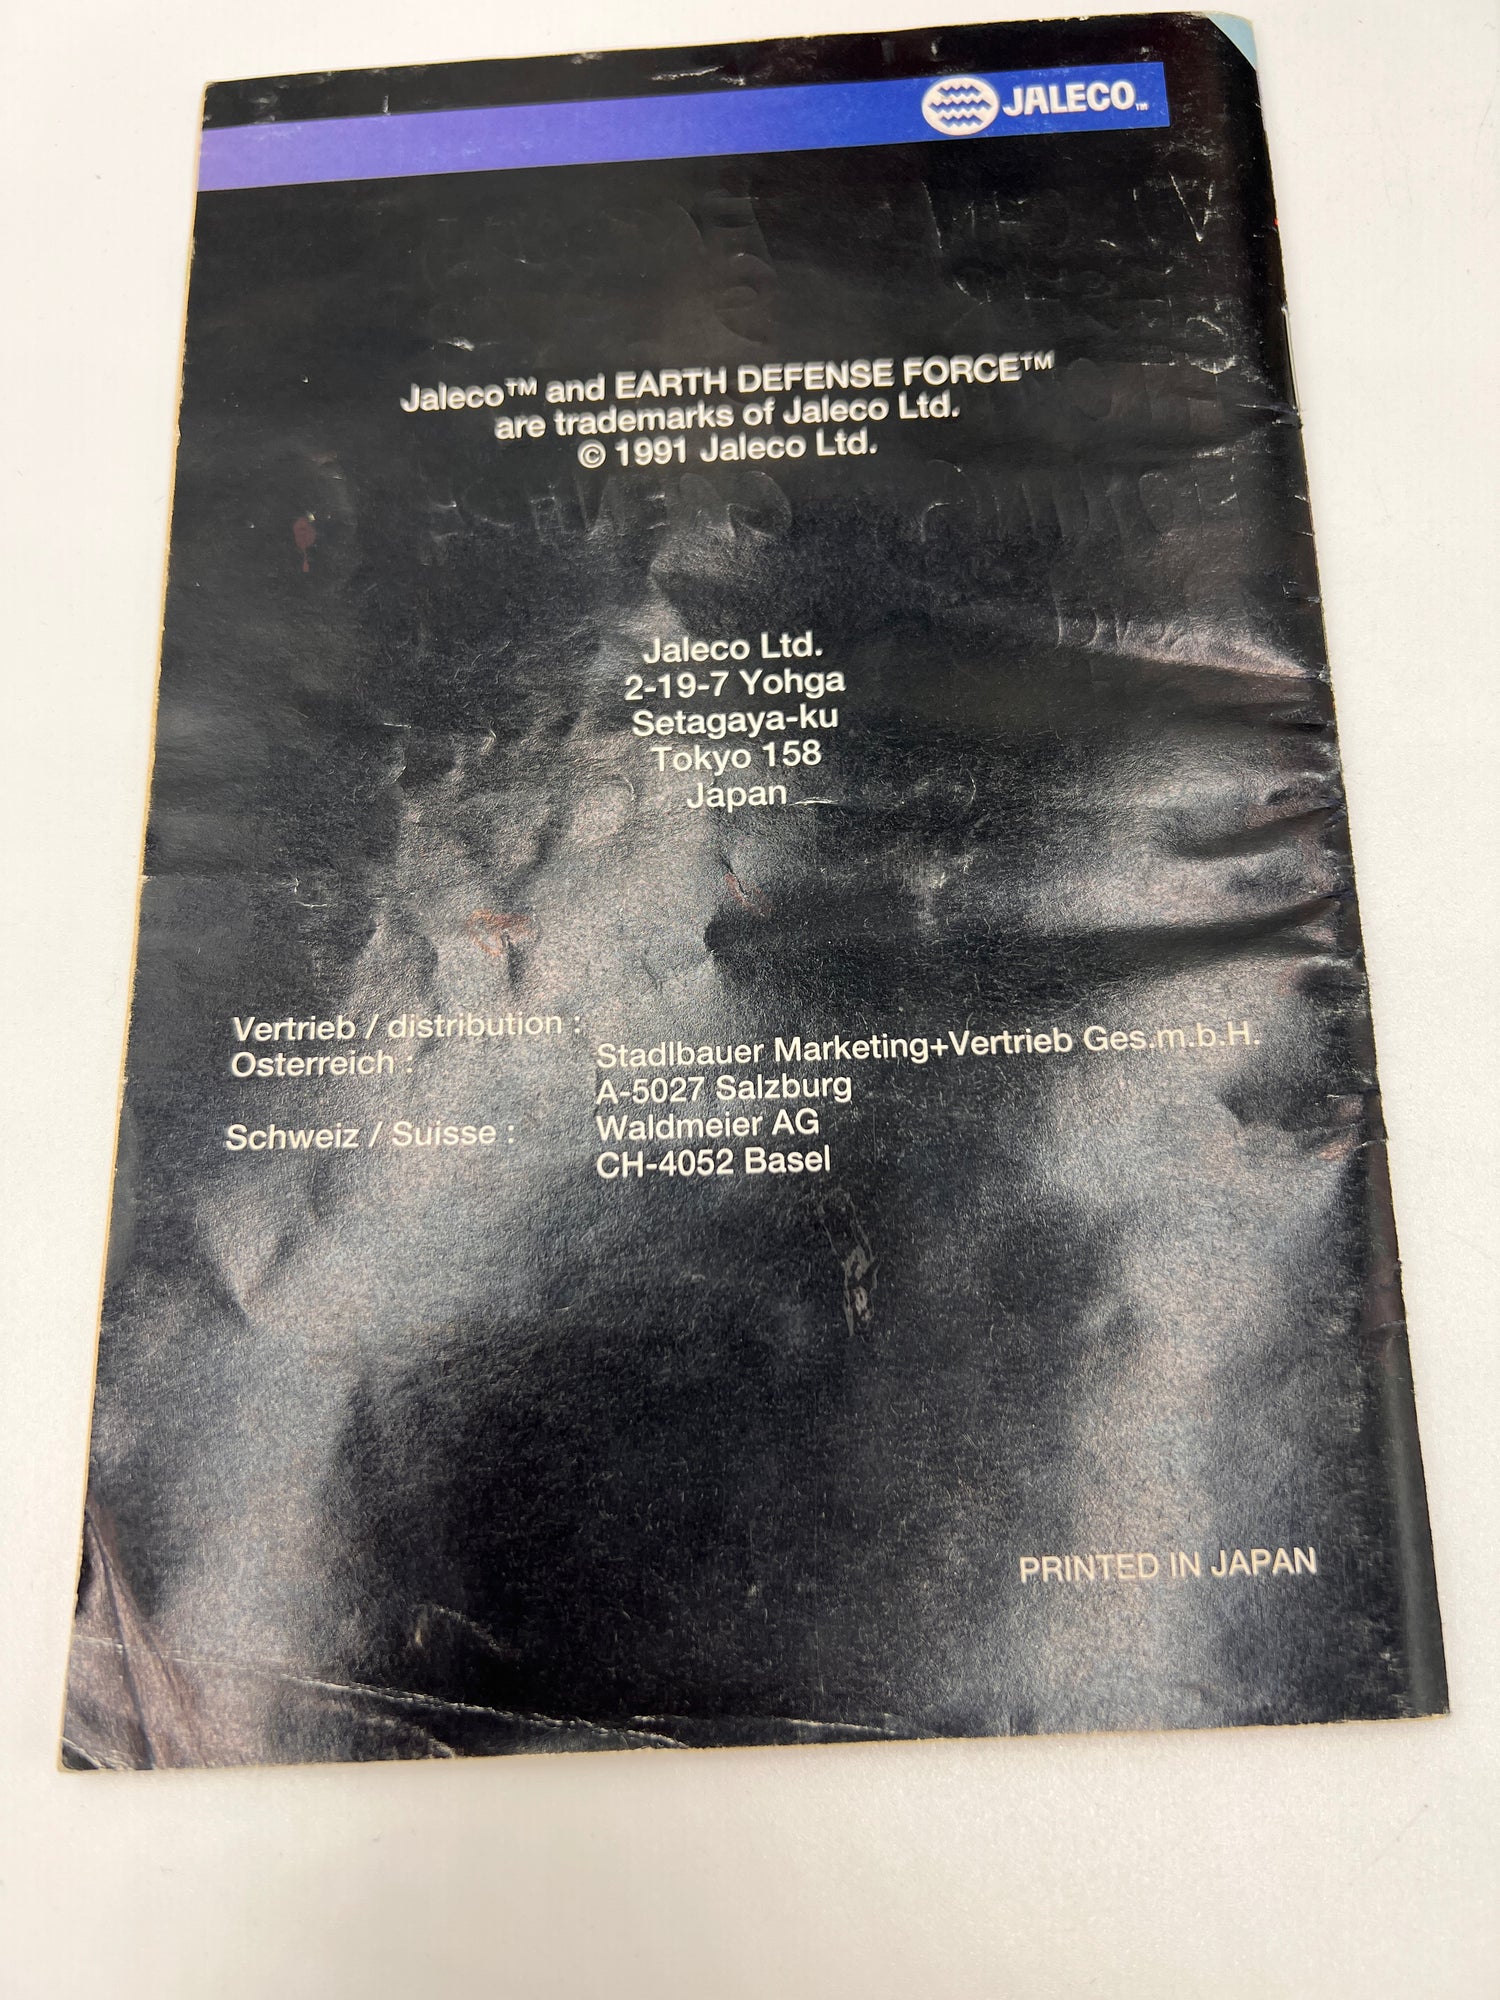 JALECO™
Jaleco™ and EARTH DEFENSE FORCE™
are trademarks of Jaleco Ltd.
© 1991 Jaleco Ltd.
Jaleco Ltd.
2-19-7 Yohga
Setagaya-ku
Tokyo 158
Japan
Vertrieb / distribution :
Osterreich :
Stadlbauer Marketing+Vertrieb Ges.m.b.H.
A-5027 Salzburg
Schweiz / Suisse :
Waldmeier AG
CH-4052 Basel
PRINTED IN JAPAN